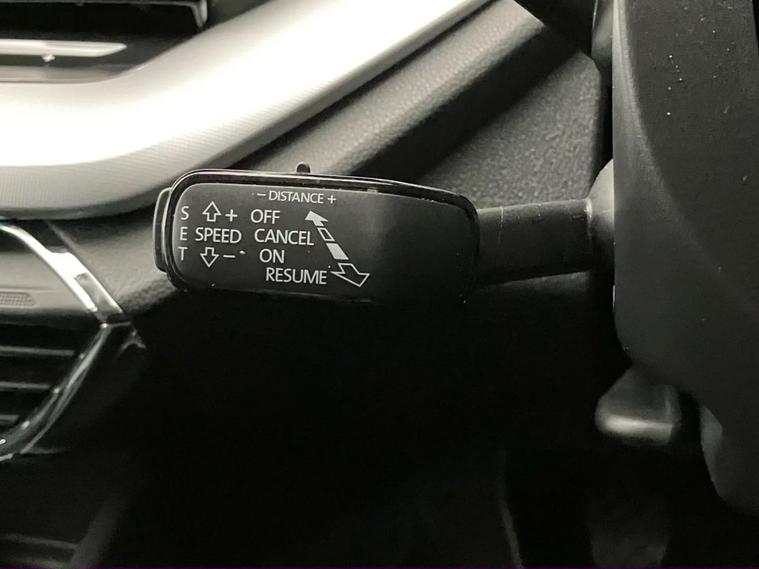 – DISTANCE +
S + OFF
E SPEED CANCEL
T – ON
RESUME